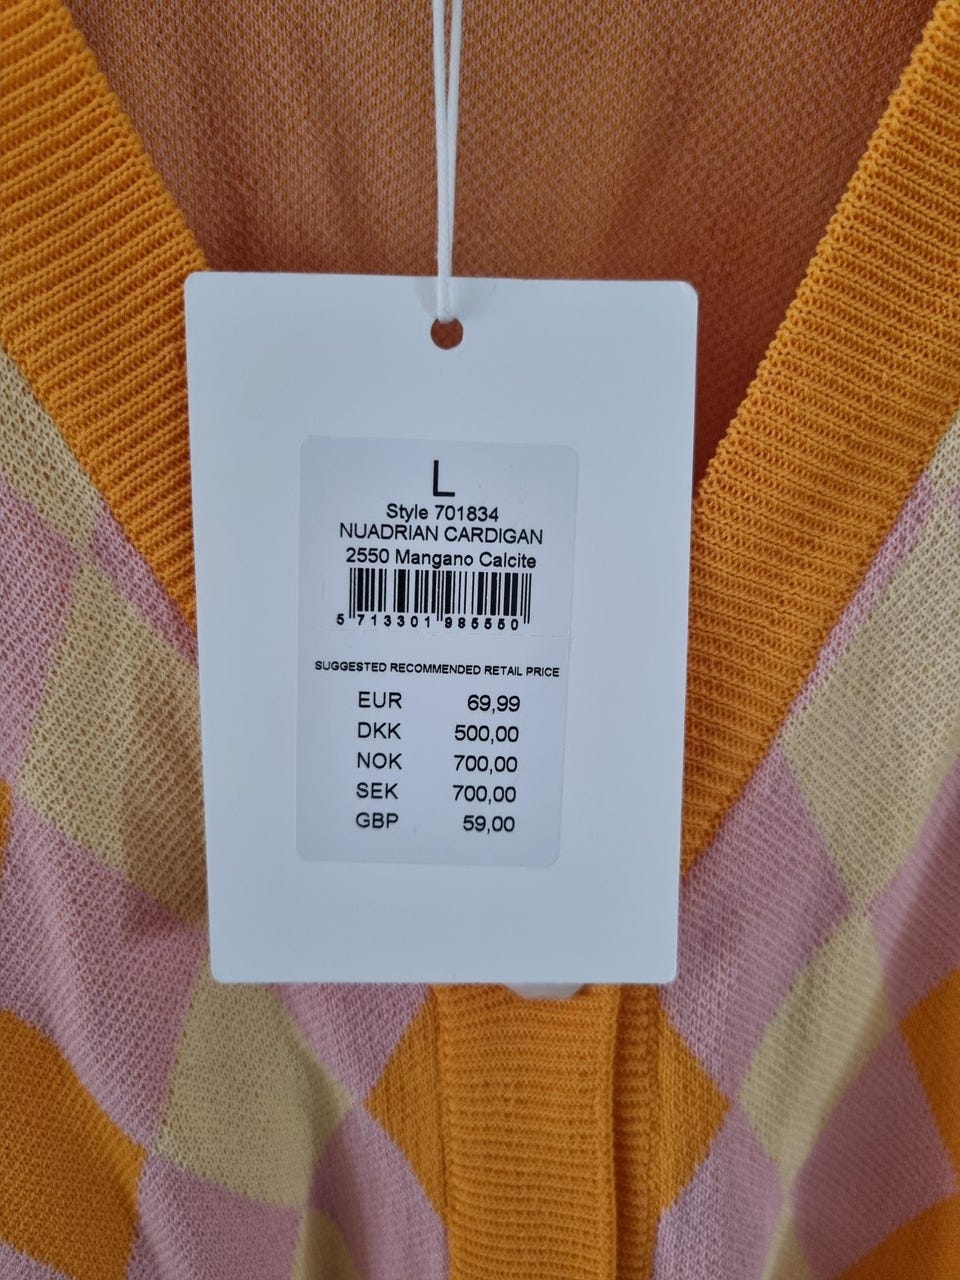 L
Style 701834
NUADRIAN CARDIGAN
2550 Mangano Calcite
5 713301 985550
SUGGESTED RECOMMENDED RETAIL PRICE
EUR 69,99
DKK 500,00
NOK 700,00
SEK 700,00
GBP 59,00